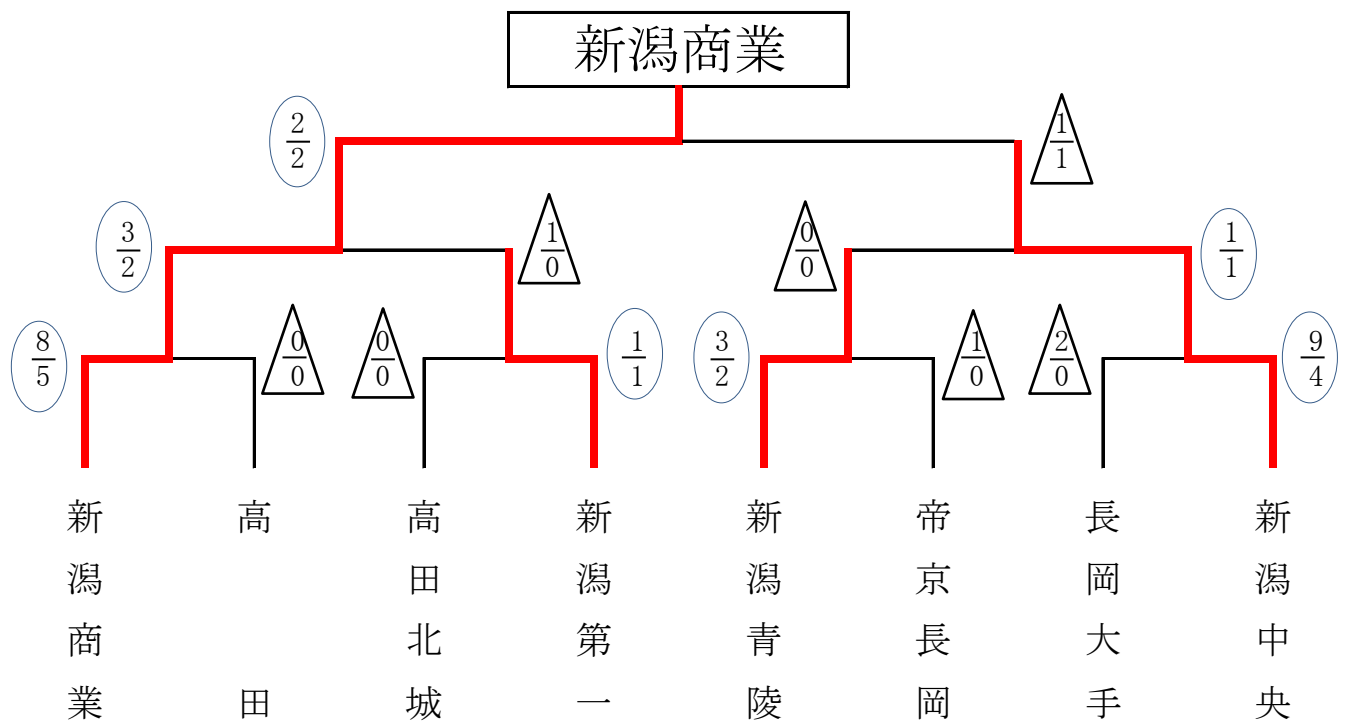 新潟商業
2/2
1/1
3/2
1/0
0/0
1/1
8/5
0/0
0/0
1/1
3/2
1/0
2/0
9/4
新潟商業
高田
高田北城
新潟第一
新潟青陵
帝京長岡
長岡大手
新潟中央